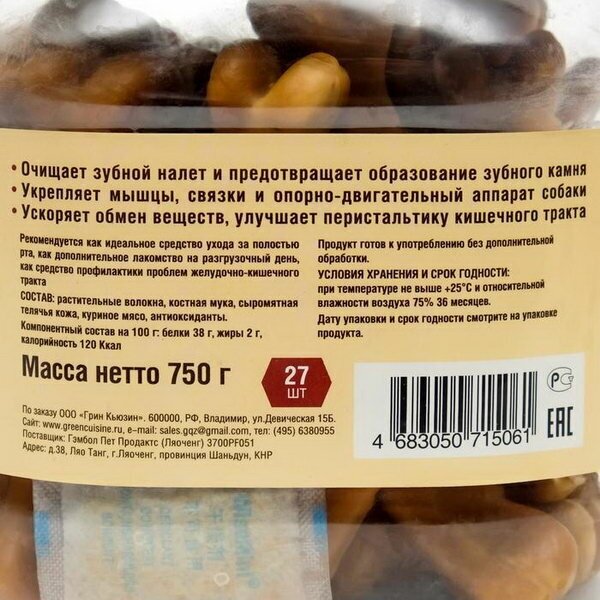 • Очищает зубной налет и предотвращает образование зубного камня
• Укрепляет мышцы, связки и опорно-двигательный аппарат собаки
• Ускоряет обмен веществ, улучшает перистальтику кишечного тракта
Рекомендуется как идеальное средство ухода за полостью
рта, как дополнительное лакомство на разгрузочный день,
как средство профилактики проблем желудочно-кишечного
тракта
СОСТАВ: растительные волокна, костная мука, сыромятная
телячья кожа, куриное мясо, антиоксиданты.
Компонентный состав на 100 г: белки 38 г, жиры 2 г,
калорийность 120 Ккал
Продукт готов к употреблению без дополнительной
обработки.
УСЛОВИЯ ХРАНЕНИЯ И СРОК ГОДНОСТИ:
при температуре не выше +25°С и относительной
влажности воздуха 75% 36 месяцев.
Дату упаковки и срок годности смотрите на упаковке
продукта.
Масса нетто 750 г
27
ШТ
По заказу ООО «Грин Кьюзин». 600000, РФ, Владимир, ул.Девическая 15Б.
Сайт: www.greencuisine.ru, e-mail: sales.gqz@gmail.com, тел: (495) 6380955
Поставщик: Гэмбол Пет Продактс (Ляоченг) 3700PF051
Адрес: д.38, Ляо Танг, г.Ляоченг, провинция Шаньдун, КНР
4 683050 715061
РС
ЕАС